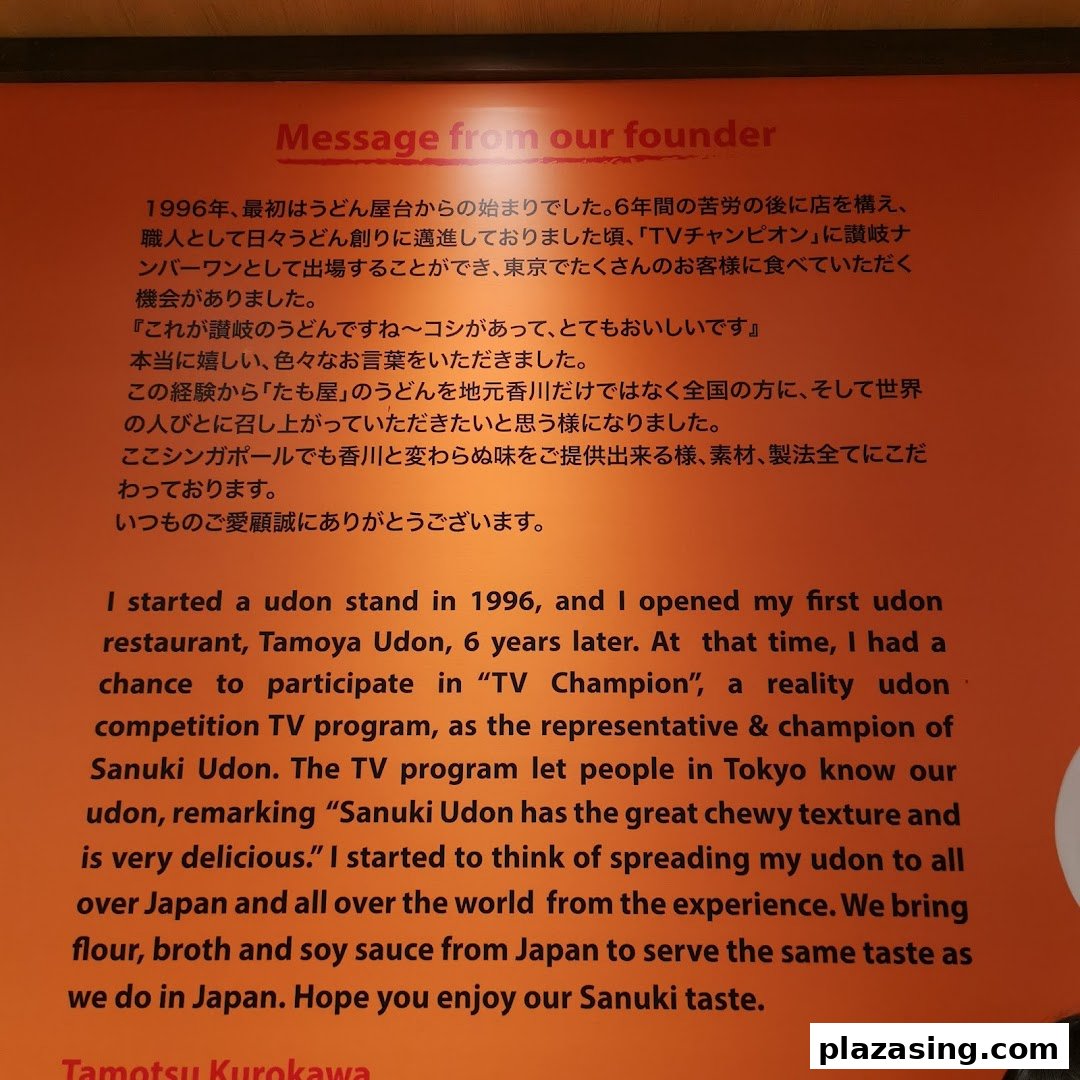 Message from our founder
1996年、最初はうどん屋台からの始まりでした。6年間の苦労の後に店を構え、
職人として日々うどん創りに邁進しておりました頃、「TVチャンピオン」に讃岐ナ
ンバーワンとして出場することができ、東京でたくさんのお客様に食べていただく
機会がありました。
『これが讃岐のうどんですね～コシがあって、とてもおいしいです』
本当に嬉しい、色々なお言葉をいただきました。
この経験から「たも屋」のうどんを地元香川だけではなく全国の方に、そして世界
の人びとに召し上がっていただきたいと思う様になりました。
ここシンガポールでも香川と変わらぬ味をご提供出来る様、素材、製法全てにこだ
わっております。
いつものご愛顧誠にありがとうございます。
I started a udon stand in 1996, and I opened my first udon
restaurant, Tamoya Udon, 6 years later. At that time, I had a
chance to participate in “TV Champion”, a reality udon
competition TV program, as the representative & champion of
Sanuki Udon. The TV program let people in Tokyo know our
udon, remarking “Sanuki Udon has the great chewy texture and
is very delicious.” I started to think of spreading my udon to all
over Japan and all over the world from the experience. We bring
flour, broth and soy sauce from Japan to serve the same taste as
we do in Japan. Hope you enjoy our Sanuki taste.
Tamotsu Kurokawa
plazasing.com